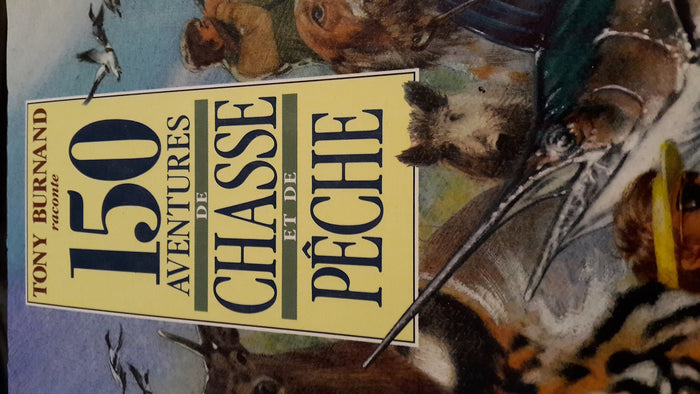 TONY BURNAND
raconte
150
AVENTURES
DE
CHASSE
ET DE
PÊCHE